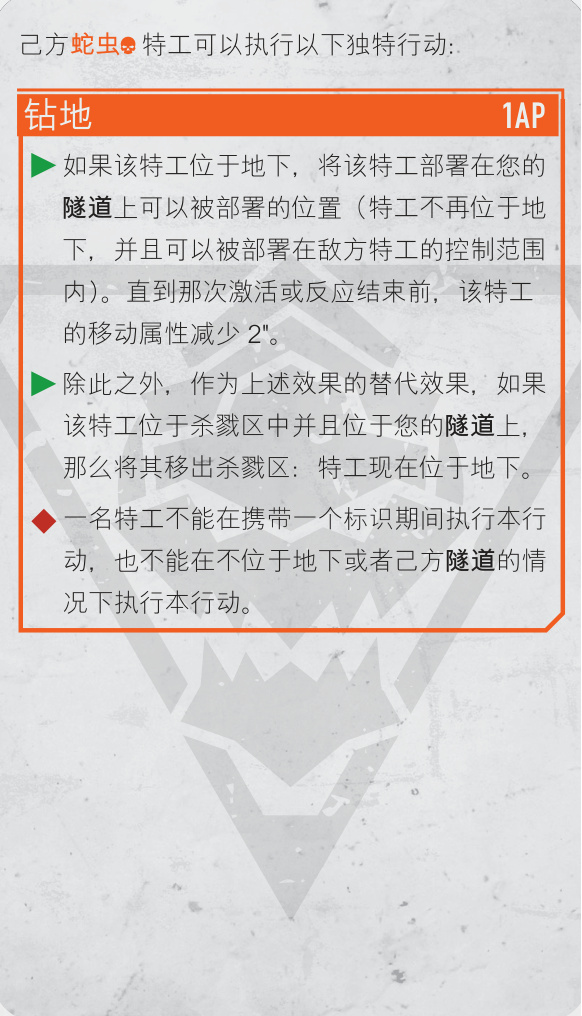 己方蛇虫 特工可以执行以下独特行动:
钻地 1AP
如果该特工位于地下，将该特工部署在您的
隧道上可以被部署的位置（特工不再位于地
下，并且可以被部署在敌方特工的控制范围
内）。直到那次激活或反应结束前，该特工
的移动属性减少 2"。
除此之外，作为上述效果的替代效果，如果
该特工位于杀戮区中并且位于您的隧道上，
那么将其移出杀戮区：特工现在位于地下。
一名特工不能在携带一个标识期间执行本行
动，也不能在不位于地下或者己方隧道的情
况下执行本行动。